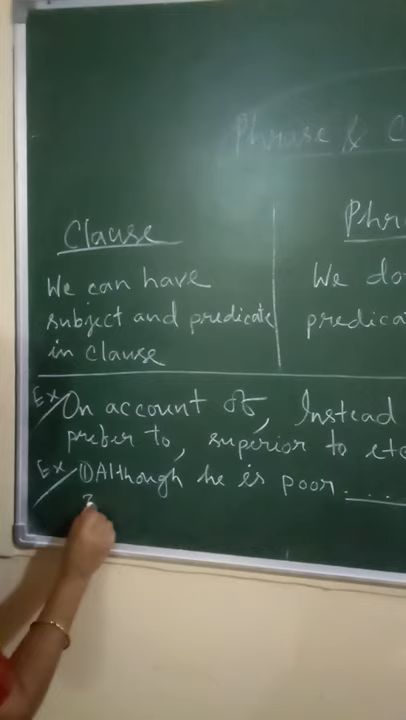 Phrase & C
Clause
We can have
subject and predicate
in clause
Phr
We do
predica
Ex On account of, Instead
prefer to, superior to etc
Ex ① Although he is poor....
2